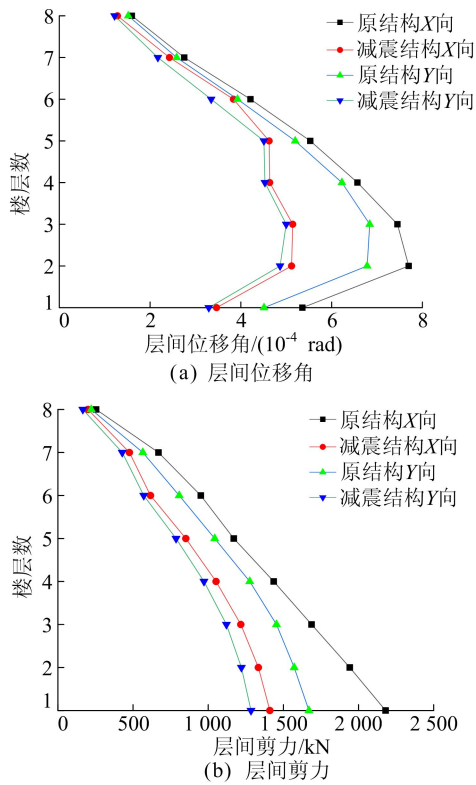 8
7
6
5
4
3
2
1
楼层数
原结构X向
减震结构X向
原结构Y向
减震结构Y向
0 2 4 6 8
层间位移角/(10⁻⁴ rad)
(a) 层间位移角
8
7
6
5
4
3
2
1
楼层数
原结构X向
减震结构X向
原结构Y向
减震结构Y向
0 500 1 000 1 500 2 000 2 500
层间剪力/kN
(b) 层间剪力